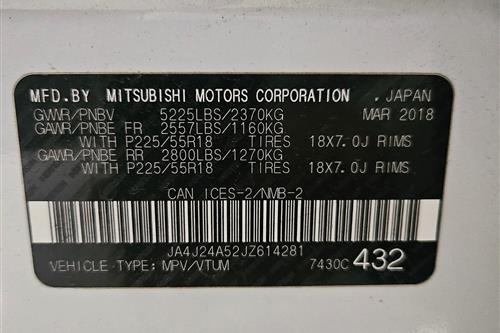 MFD.BY MITSUBISHI MOTORS CORPORATION . JAPAN
GVWR/PNBV 5225LBS/2370KG MAR 2018
GAWR/PNBE FR 2557LBS/1160KG
WITH P225/55R18 TIRES 18X7.0J RIMS
GAWR/PNBE RR 2800LBS/1270KG
WITH P225/55R18 TIRES 18X7.0J RIMS
CAN ICES-2/NMB-2
JA4J24A52JZ614281
VEHICLE TYPE: MPV/VTUM 7430C 432